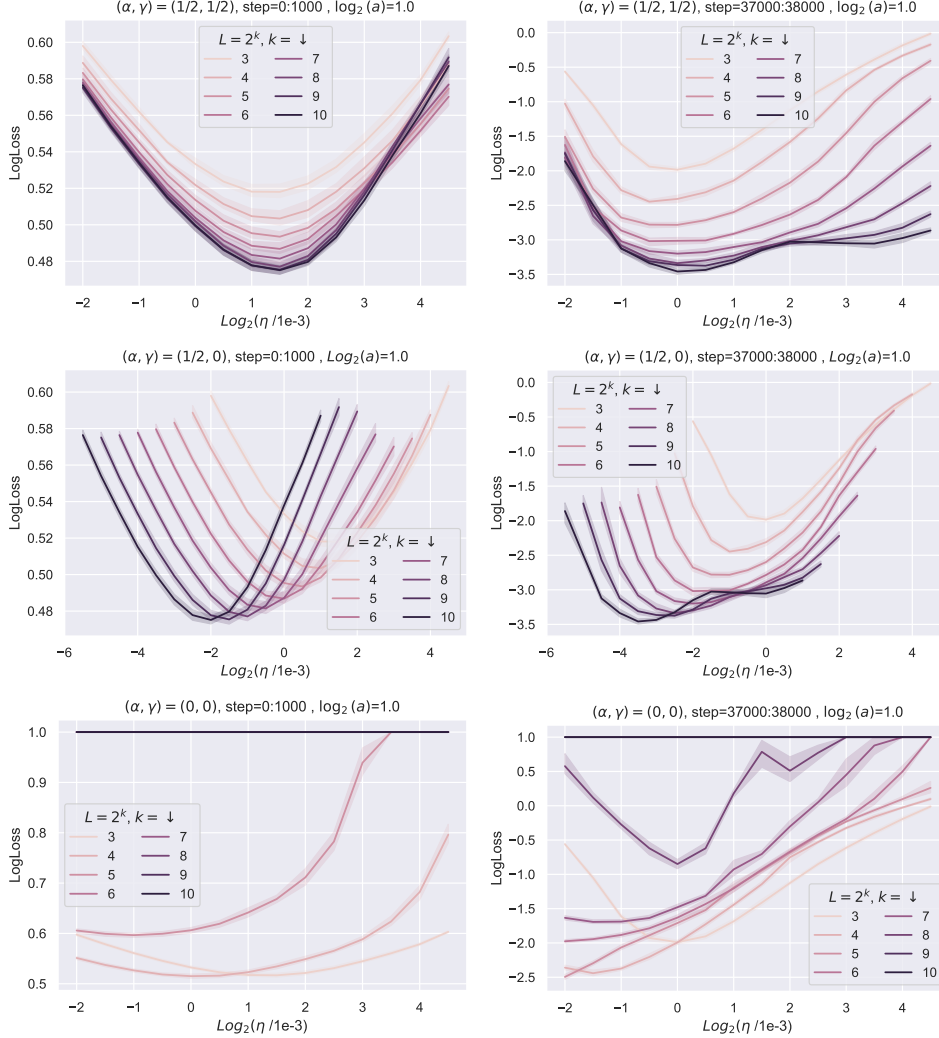 (α, γ) = (1/2, 1/2), step=0:1000 , log₂ (a)=1.0
LogLoss
0.60
0.58
0.56
0.54
0.52
0.50
0.48
L = 2ᵏ, k = ↓
3 7
4 8
5 9
6 10
−2 −1 0 1 2 3 4
Log₂(η /1e-3)
(α, γ) = (1/2, 1/2), step=37000:38000 , log₂ (a)=1.0
LogLoss
0.0
−0.5
−1.0
−1.5
−2.0
−2.5
−3.0
−3.5
L = 2ᵏ, k = ↓
3 7
4 8
5 9
6 10
−2 −1 0 1 2 3 4
Log₂(η /1e-3)
(α, γ) = (1/2, 0), step=0:1000 , Log₂(a)=1.0
LogLoss
0.60
0.58
0.56
0.54
0.52
0.50
0.48
L = 2ᵏ, k = ↓
3 7
4 8
5 9
6 10
−6 −4 −2 0 2 4
Log₂(η /1e-3)
(α, γ) = (1/2, 0), step=37000:38000 , Log₂(a)=1.0
LogLoss
0.0
−0.5
−1.0
−1.5
−2.0
−2.5
−3.0
−3.5
L = 2ᵏ, k = ↓
3 7
4 8
5 9
6 10
−6 −4 −2 0 2 4
Log₂(η /1e-3)
(α, γ) = (0, 0), step=0:1000 , log₂ (a)=1.0
LogLoss
1.0
0.9
0.8
0.7
0.6
0.5
L = 2ᵏ, k = ↓
3 7
4 8
5 9
6 10
−2 −1 0 1 2 3 4
Log₂(η /1e-3)
(α, γ) = (0, 0), step=37000:38000 , log₂ (a)=1.0
LogLoss
1.0
0.5
0.0
−0.5
−1.0
−1.5
−2.0
−2.5
L = 2ᵏ, k = ↓
3 7
4 8
5 9
6 10
−2 −1 0 1 2 3 4
Log₂(η /1e-3)